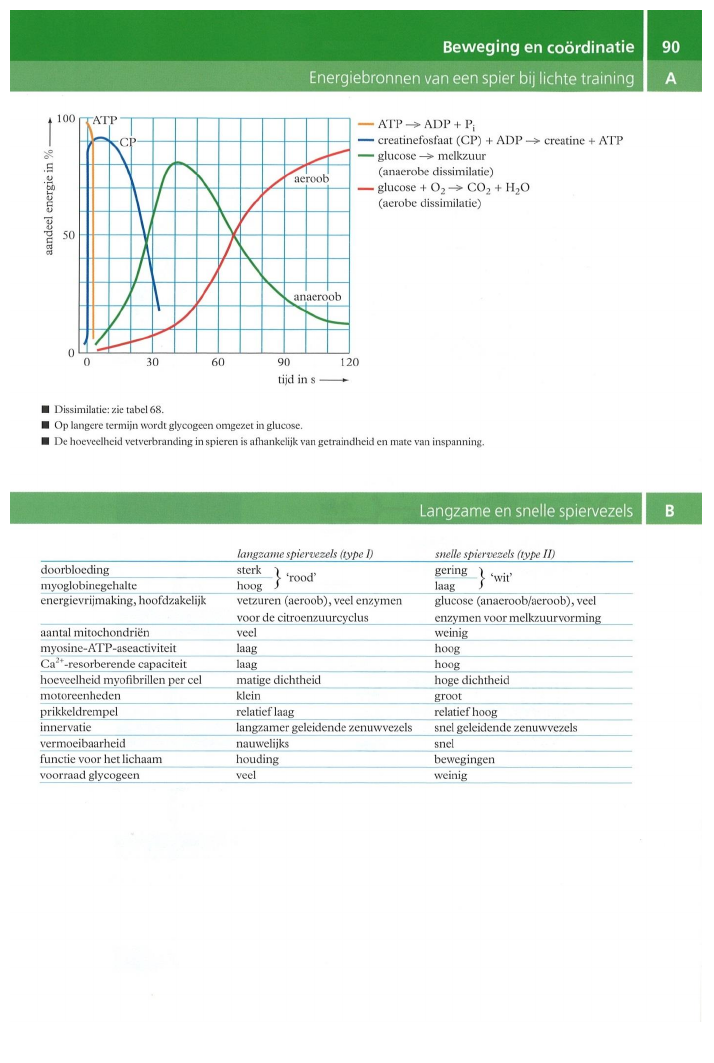 Beweging en coördinatie 90
Energiebronnen van een spier bij lichte training A
100
ATP
CP
aeroob
anaeroob
50
0
aandeel energie in %
0 30 60 90 120
tijd in s
ATP → ADP + Pi
creatinefosfaat (CP) + ADP → creatine + ATP
glucose → melkzuur
(anaerobe dissimilatie)
glucose + O₂ → CO₂ + H₂O
(aerobe dissimilatie)
■ Dissimilatie: zie tabel 68.
■ Op langere termijn wordt glycogeen omgezet in glucose.
■ De hoeveelheid vetverbranding in spieren is afhankelijk van getraindheid en mate van inspanning.
Langzame en snelle spiervezels B
langzame spiervezels (type I) snelle spiervezels (type II)
doorbloeding sterk } 'rood' gering } 'wit'
myoglobinegehalte hoog laag
energievrijmaking, hoofdzakelijk vetzuren (aeroob), veel enzymen glucose (anaeroob/aeroob), veel
voor de citroenzuurcyclus enzymen voor melkzuurvorming
aantal mitochondriën veel weinig
myosine-ATP-aseactiviteit laag hoog
Ca²⁺-resorberende capaciteit laag hoog
hoeveelheid myofibrillen per cel matige dichtheid hoge dichtheid
motoreenheden klein groot
prikkeldrempel relatief laag relatief hoog
innervatie langzamer geleidende zenuwvezels snel geleidende zenuwvezels
vermoeibaarheid nauwelijks snel
functie voor het lichaam houding bewegingen
voorraad glycogeen veel weinig